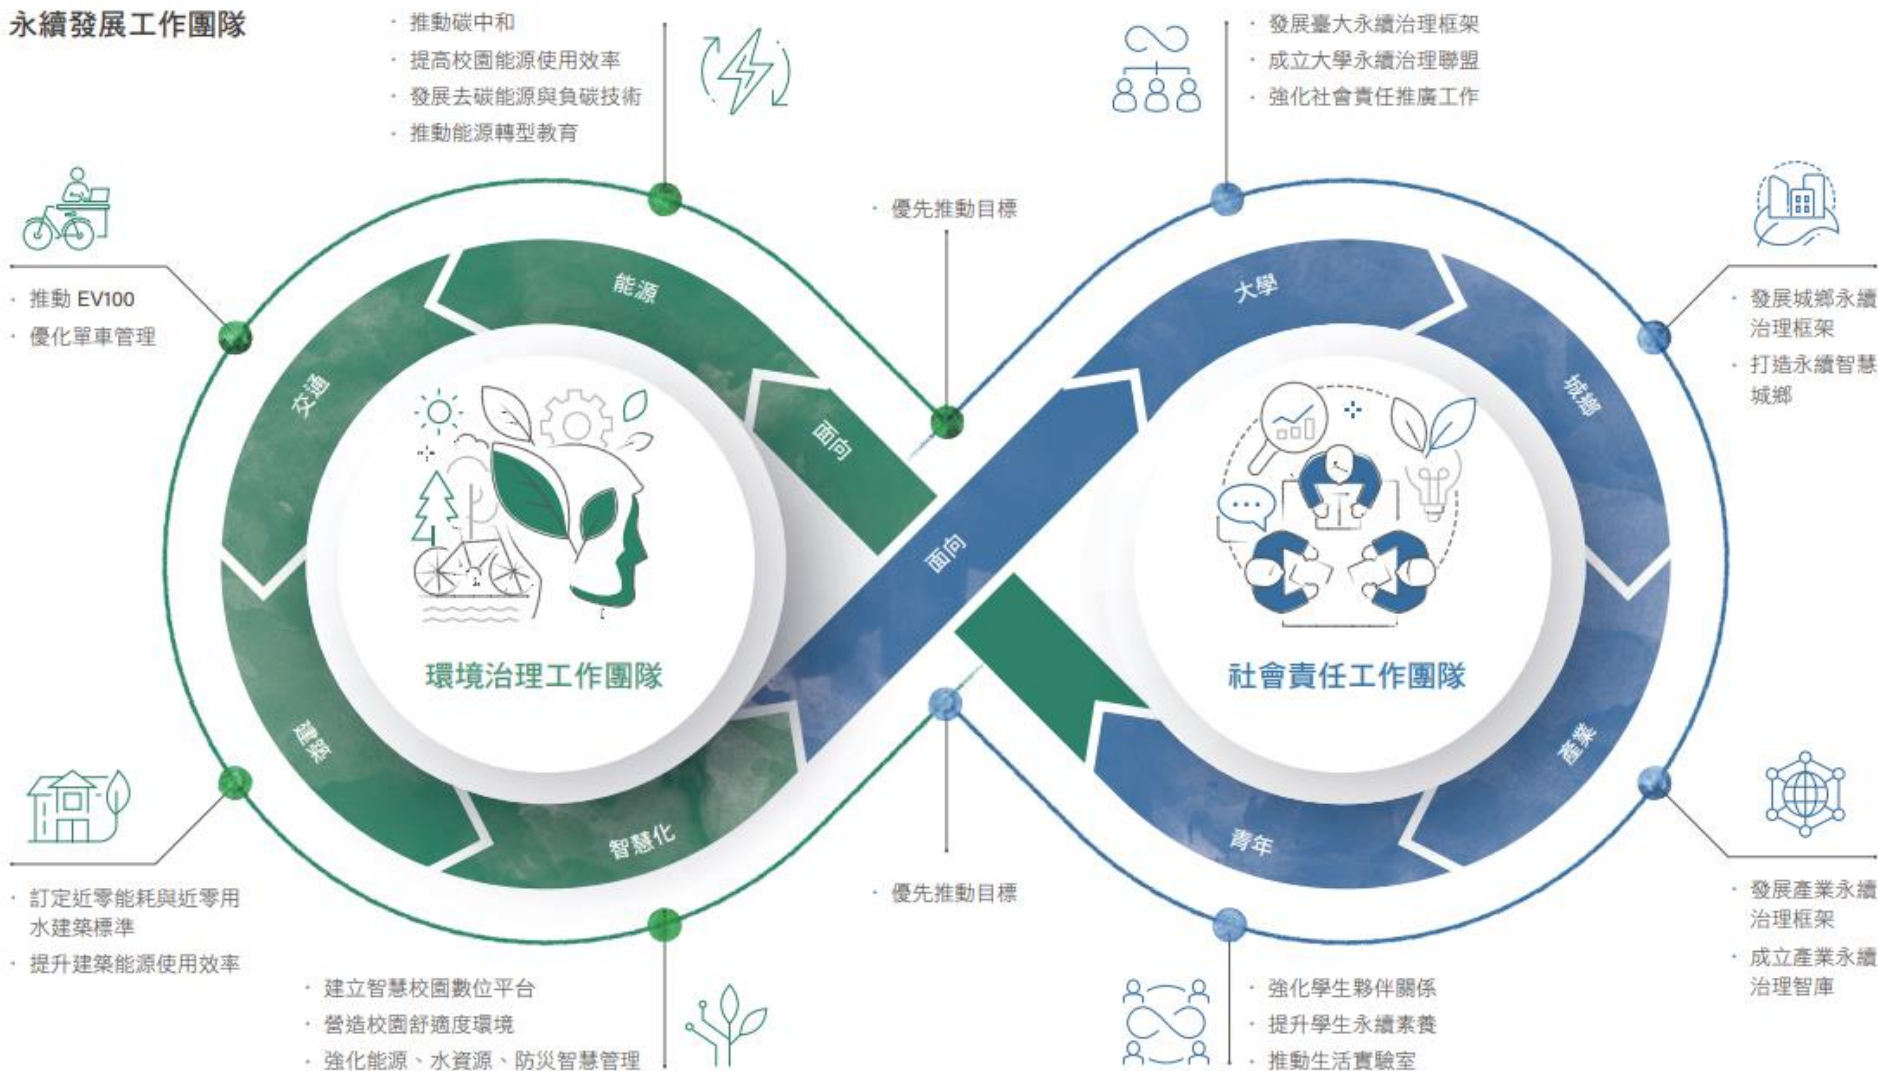 永續發展工作團隊
· 推動碳中和
· 提高校園能源使用效率
· 發展去碳能源與負碳技術
· 推動能源轉型教育
· 發展臺大永續治理框架
· 成立大學永續治理聯盟
· 強化社會責任推廣工作
· 優先推動目標
· 推動 EV100
· 優化單車管理
· 發展城鄉永續
治理框架
· 打造永續智慧
城鄉
能源
交通
面向
建築
智慧化
環境治理工作團隊
大學
城鄉
面向
產業
青年
社會責任工作團隊
· 訂定近零能耗與近零用
水建築標準
· 提升建築能源使用效率
· 優先推動目標
· 發展產業永續
治理框架
· 成立產業永續
治理智庫
· 建立智慧校園數位平台
· 營造校園舒適度環境
· 強化能源、水資源、防災智慧管理
· 強化學生夥伴關係
· 提升學生永續素養
· 推動生活實驗室